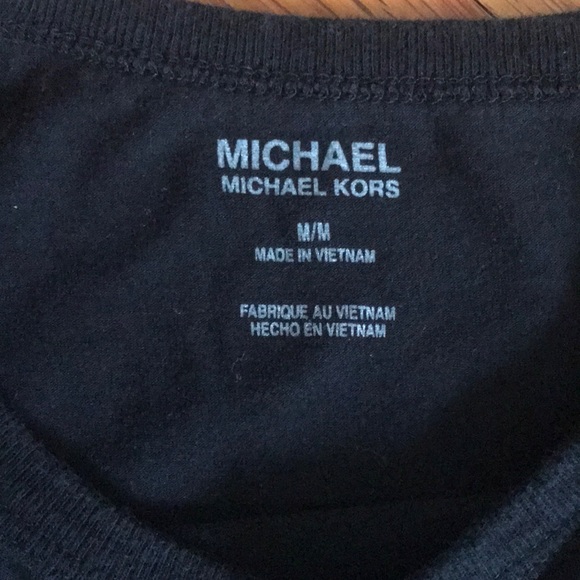 MICHAEL
MICHAEL KORS
M/M
MADE IN VIETNAM
FABRIQUE AU VIETNAM
HECHO EN VIETNAM